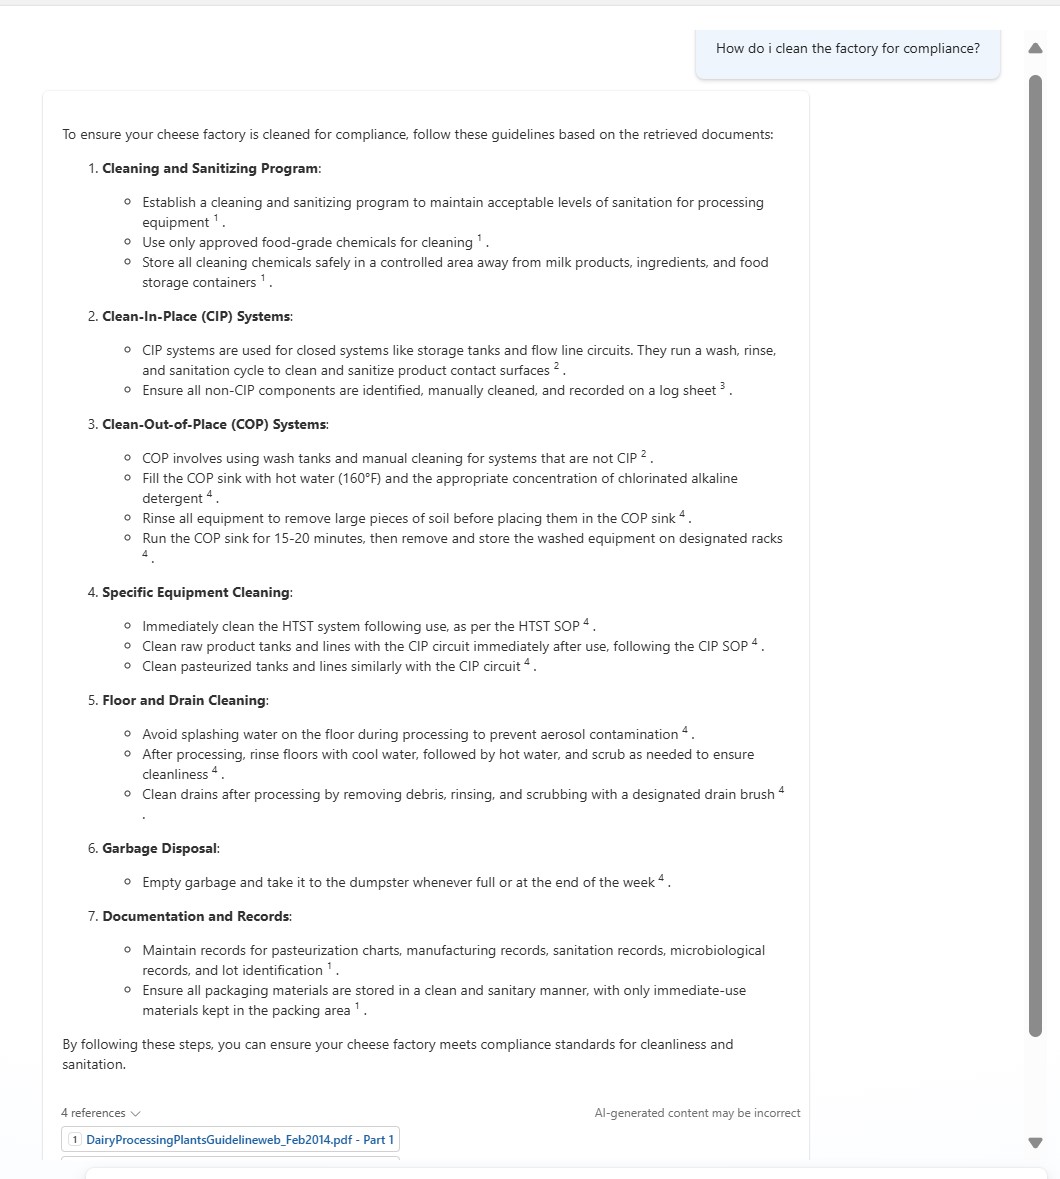 How do i clean the factory for compliance?
To ensure your cheese factory is cleaned for compliance, follow these guidelines based on the retrieved documents:
1. Cleaning and Sanitizing Program:
Establish a cleaning and sanitizing program to maintain acceptable levels of sanitation for processing
equipment 1 .
Use only approved food-grade chemicals for cleaning 1 .
Store all cleaning chemicals safely in a controlled area away from milk products, ingredients, and food
storage containers 1 .
2. Clean-In-Place (CIP) Systems:
CIP systems are used for closed systems like storage tanks and flow line circuits. They run a wash, rinse,
and sanitation cycle to clean and sanitize product contact surfaces 2 .
Ensure all non-CIP components are identified, manually cleaned, and recorded on a log sheet 3 .
3. Clean-Out-of-Place (COP) Systems:
COP involves using wash tanks and manual cleaning for systems that are not CIP 2 .
Fill the COP sink with hot water (160°F) and the appropriate concentration of chlorinated alkaline
detergent 4 .
Rinse all equipment to remove large pieces of soil before placing them in the COP sink 4 .
Run the COP sink for 15-20 minutes, then remove and store the washed equipment on designated racks
4 .
4. Specific Equipment Cleaning:
Immediately clean the HTST system following use, as per the HTST SOP 4 .
Clean raw product tanks and lines with the CIP circuit immediately after use, following the CIP SOP 4 .
Clean pasteurized tanks and lines similarly with the CIP circuit 4 .
5. Floor and Drain Cleaning:
Avoid splashing water on the floor during processing to prevent aerosol contamination 4 .
After processing, rinse floors with cool water, followed by hot water, and scrub as needed to ensure
cleanliness 4 .
Clean drains after processing by removing debris, rinsing, and scrubbing with a designated drain brush 4
.
6. Garbage Disposal:
Empty garbage and take it to the dumpster whenever full or at the end of the week 4 .
7. Documentation and Records:
Maintain records for pasteurization charts, manufacturing records, sanitation records, microbiological
records, and lot identification 1 .
Ensure all packaging materials are stored in a clean and sanitary manner, with only immediate-use
materials kept in the packing area 1 .
By following these steps, you can ensure your cheese factory meets compliance standards for cleanliness and
sanitation.
4 references
AI-generated content may be incorrect
1 DairyProcessingPlantsGuidelineweb_Feb2014.pdf - Part 1